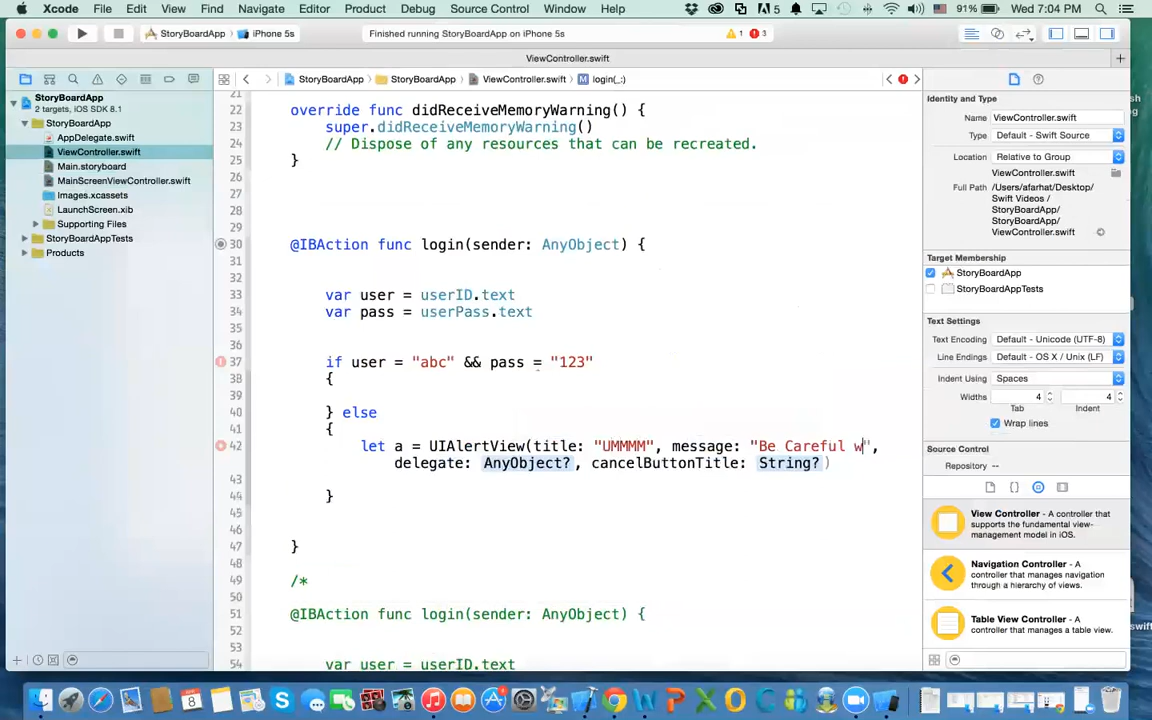 Xcode File Edit View Find Navigate Editor Product Debug Source Control Window Help 5 91% Wed 7:04 PM
StoryBoardApp iPhone 5s Finished running StoryBoardApp on iPhone 5s 1 3
ViewController.swift
StoryBoardApp StoryBoardApp ViewController.swift M login(_:)
StoryBoardApp
2 targets, iOS SDK 8.1
StoryBoardApp
AppDelegate.swift
ViewController.swift
Main.storyboard
MainScreenViewController.swift
Images.xcassets
LaunchScreen.xib
Supporting Files
StoryBoardAppTests
Products
21
22 override func didReceiveMemoryWarning() {
23 super.didReceiveMemoryWarning()
24 // Dispose of any resources that can be recreated.
25 }
26
27
28
29
30 @IBAction func login(sender: AnyObject) {
31
32
33 var user = userID.text
34 var pass = userPass.text
35
36
37 if user = "abc" && pass = "123"
38 {
39
40 } else
41 {
42 let a = UIAlertView(title: "UMMMM", message: "Be Careful w",
delegate: AnyObject?, cancelButtonTitle: String?)
43
44 }
45
46
47 }
48
49 /*
50
51 @IBAction func login(sender: AnyObject) {
52
53
54 var user = userID.text
Identity and Type
Name ViewController.swift
Type Default - Swift Source
Location Relative to Group
ViewController.swift
Full Path /Users/afarhat/Desktop/
Swift Videos /
StoryBoardApp/
StoryBoardApp/
ViewController.swift
Target Membership
StoryBoardApp
StoryBoardAppTests
Text Settings
Text Encoding Default - Unicode (UTF-8)
Line Endings Default - OS X / Unix (LF)
Indent Using Spaces
Widths 4 4
Tab Indent
Wrap lines
Source Control
Repository --
View Controller - A controller that
supports the fundamental view-
management model in iOS.
Navigation Controller - A
controller that manages navigation
through a hierarchy of views.
Table View Controller - A
controller that manages a table view.